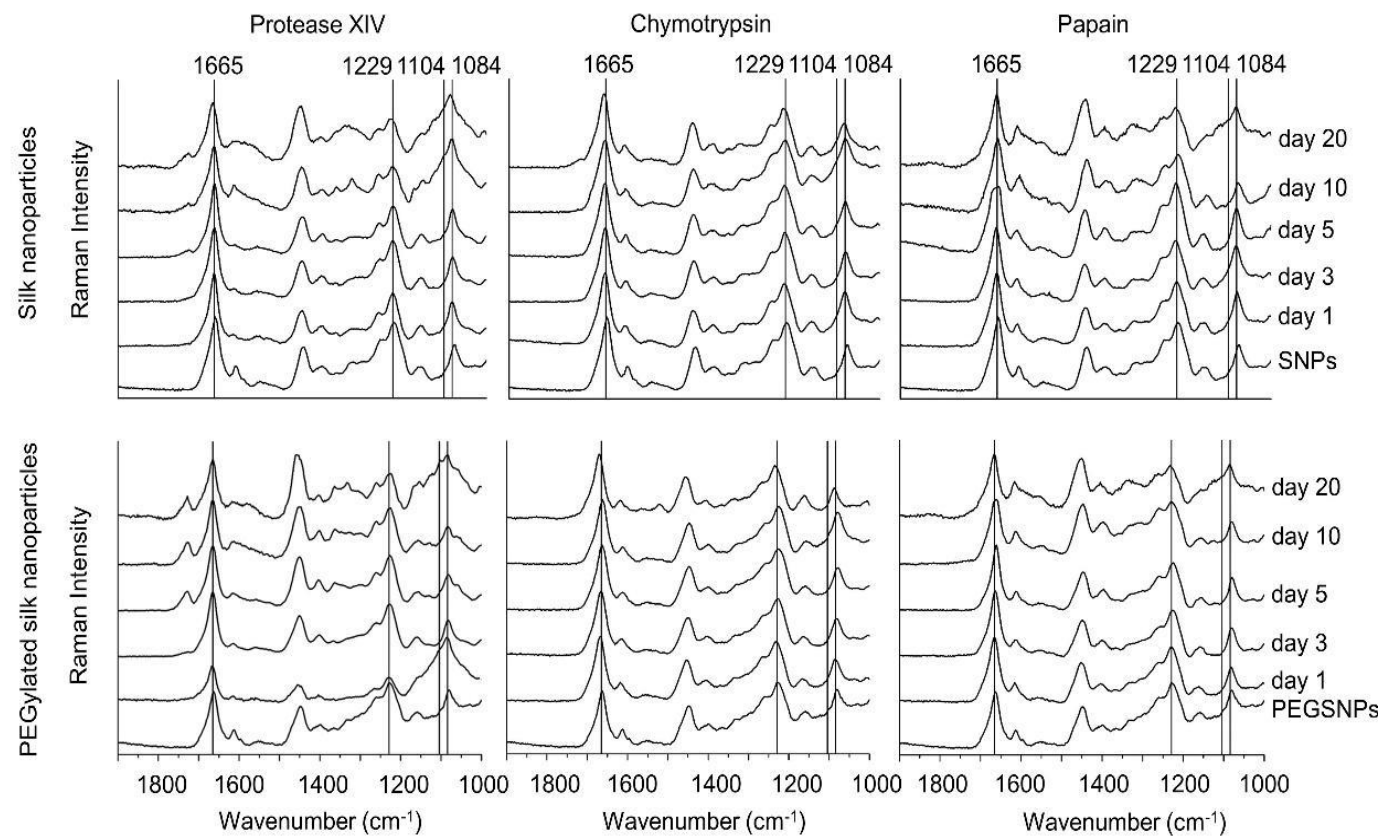 Protease XIV
Chymotrypsin
Papain
1665 1229 1104 1084
1665 1229 1104 1084
1665 1229 1104 1084
Silk nanoparticles
Raman Intensity
day 20
day 10
day 5
day 3
day 1
SNPs
PEGylated silk nanoparticles
Raman Intensity
day 20
day 10
day 5
day 3
day 1
PEGSNPs
1800 1600 1400 1200 1000
1800 1600 1400 1200 1000
1800 1600 1400 1200 1000
Wavenumber (cm⁻¹)
Wavenumber (cm⁻¹)
Wavenumber (cm⁻¹)